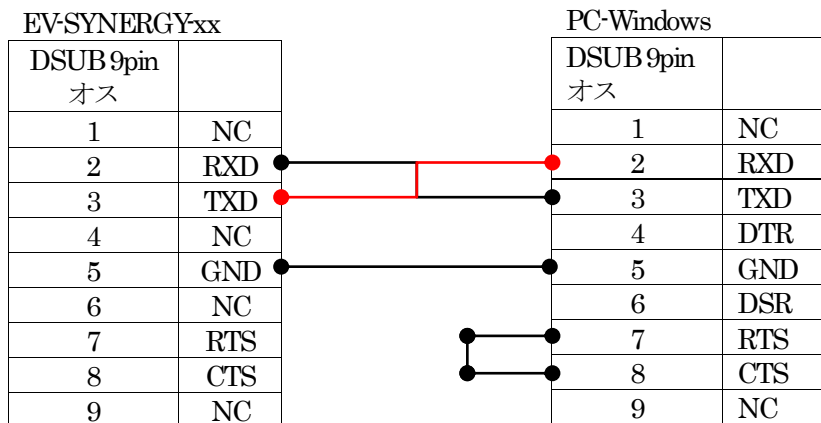 EV-SYNERGY-xx
DSUB 9pin
オス
1 NC
2 RXD
3 TXD
4 NC
5 GND
6 NC
7 RTS
8 CTS
9 NC
PC-Windows
DSUB 9pin
オス
1 NC
2 RXD
3 TXD
4 DTR
5 GND
6 DSR
7 RTS
8 CTS
9 NC